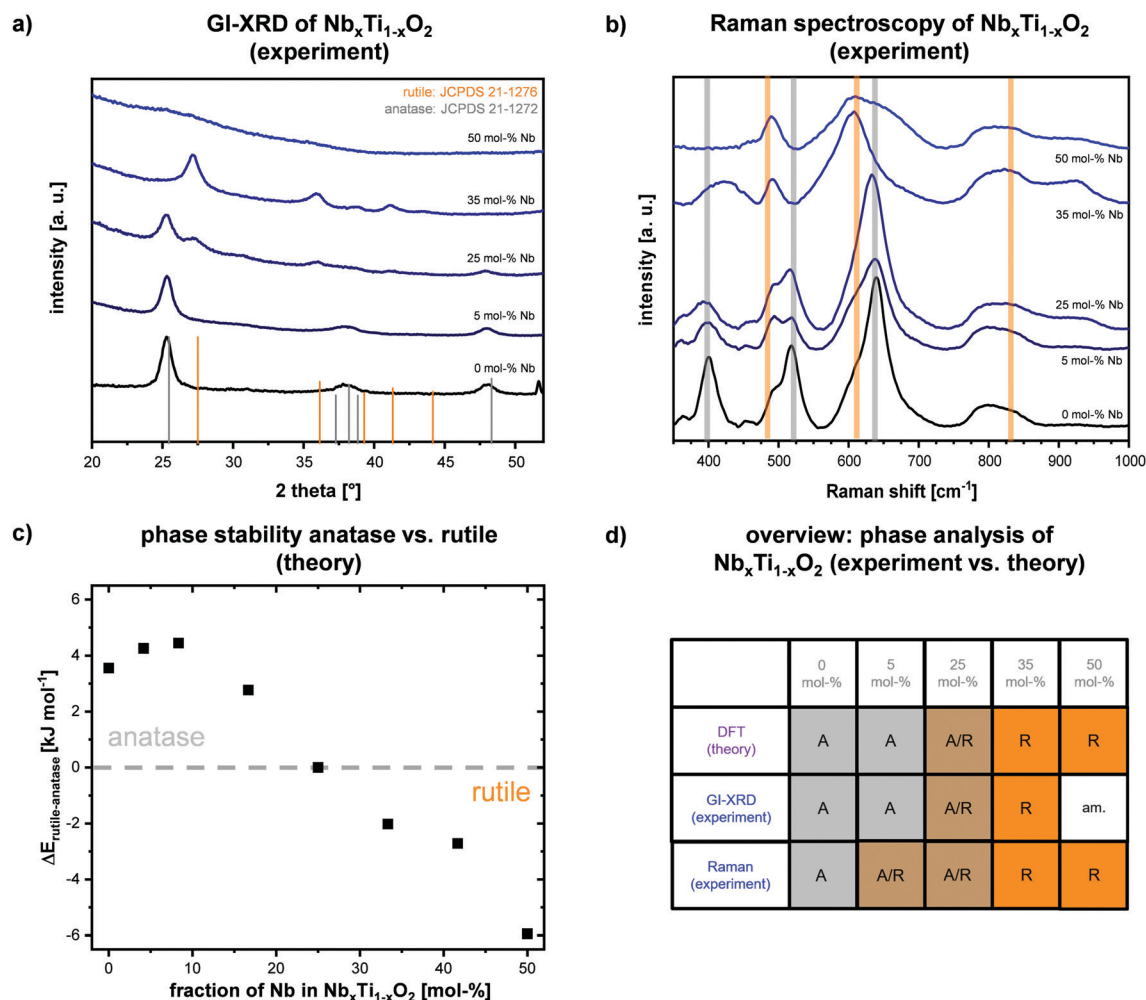 a)
GI-XRD of NbxTi1-xO2
(experiment)
rutile: JCPDS 21-1276
anatase: JCPDS 21-1272
50 mol-% Nb
35 mol-% Nb
25 mol-% Nb
5 mol-% Nb
0 mol-% Nb
intensity [a. u.]
20 25 30 35 40 45 50
2 theta [°]
b)
Raman spectroscopy of NbxTi1-xO2
(experiment)
50 mol-% Nb
35 mol-% Nb
25 mol-% Nb
5 mol-% Nb
0 mol-% Nb
intensity [a. u.]
400 500 600 700 800 900 1000
Raman shift [cm-1]
c)
phase stability anatase vs. rutile
(theory)
6
4
2
0
-2
-4
-6
ΔErutile-anatase [kJ mol-1]
anatase
rutile
0 10 20 30 40 50
fraction of Nb in NbxTi1-xO2 [mol-%]
d)
overview: phase analysis of
NbxTi1-xO2 (experiment vs. theory)
0 5 25 35 50
mol-% mol-% mol-% mol-% mol-%
DFT
(theory)
A A A/R R R
GI-XRD
(experiment)
A A A/R R am.
Raman
(experiment)
A A/R A/R R R